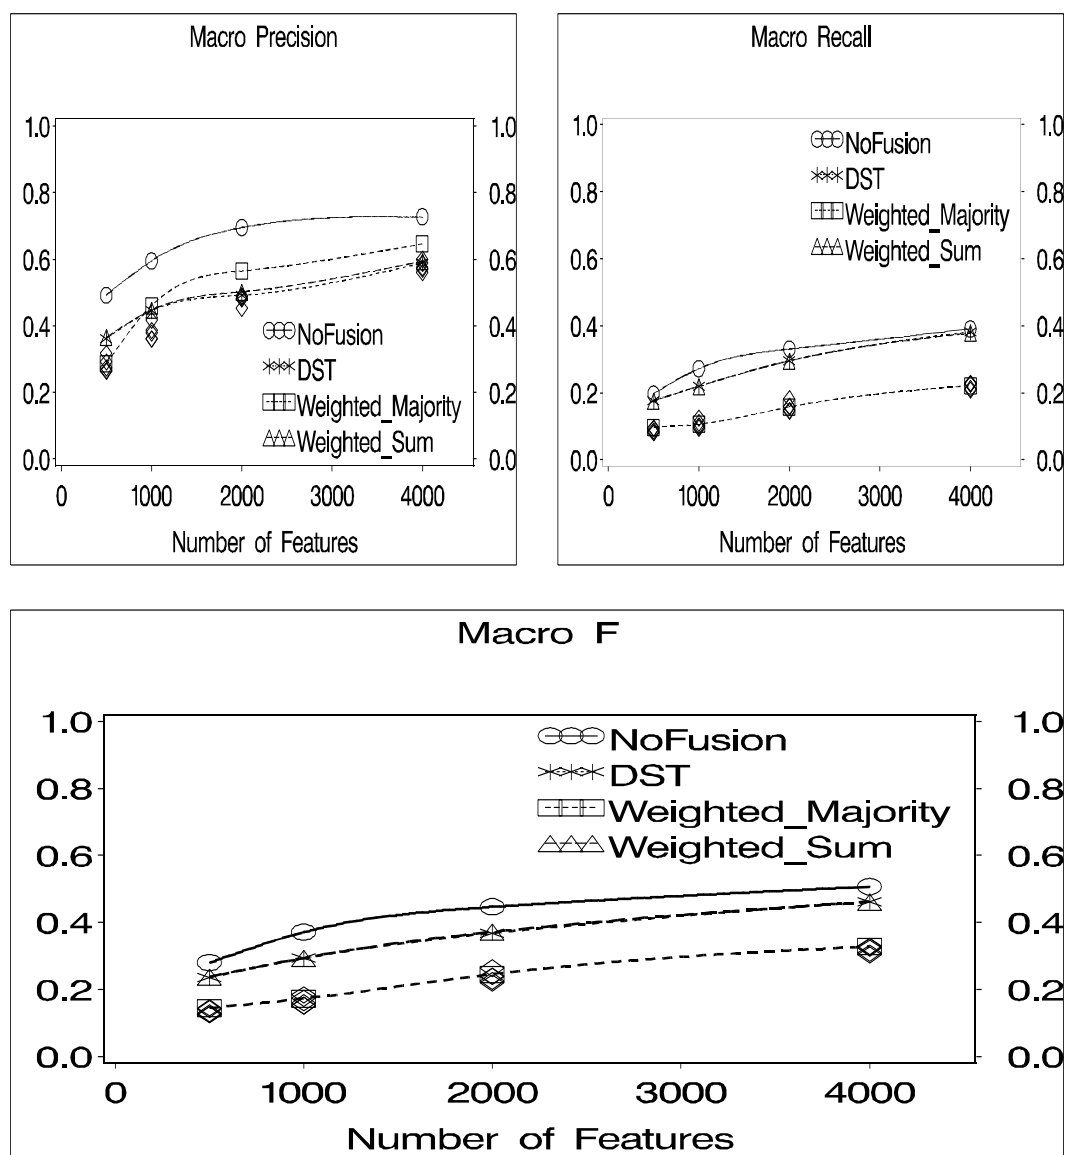 Macro Precision
1.0 1.0
0.8 0.8
0.6 0.6
0.4 0.4
0.2 0.2
0.0 0.0
NoFusion
DST
Weighted_Majority
Weighted_Sum
0 1000 2000 3000 4000
Number of Features
Macro Recall
1.0 1.0
0.8 0.8
0.6 0.6
0.4 0.4
0.2 0.2
0.0 0.0
NoFusion
DST
Weighted_Majority
Weighted_Sum
0 1000 2000 3000 4000
Number of Features
Macro F
1.0 1.0
0.8 0.8
0.6 0.6
0.4 0.4
0.2 0.2
0.0 0.0
NoFusion
DST
Weighted_Majority
Weighted_Sum
0 1000 2000 3000 4000
Number of Features